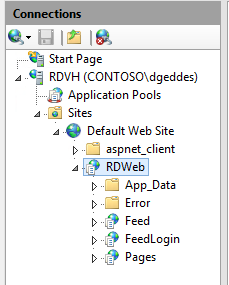 Connections
Start Page
RDVH (CONTOSO\dgeddes)
Application Pools
Sites
Default Web Site
aspnet_client
RDWeb
App_Data
Error
Feed
FeedLogin
Pages